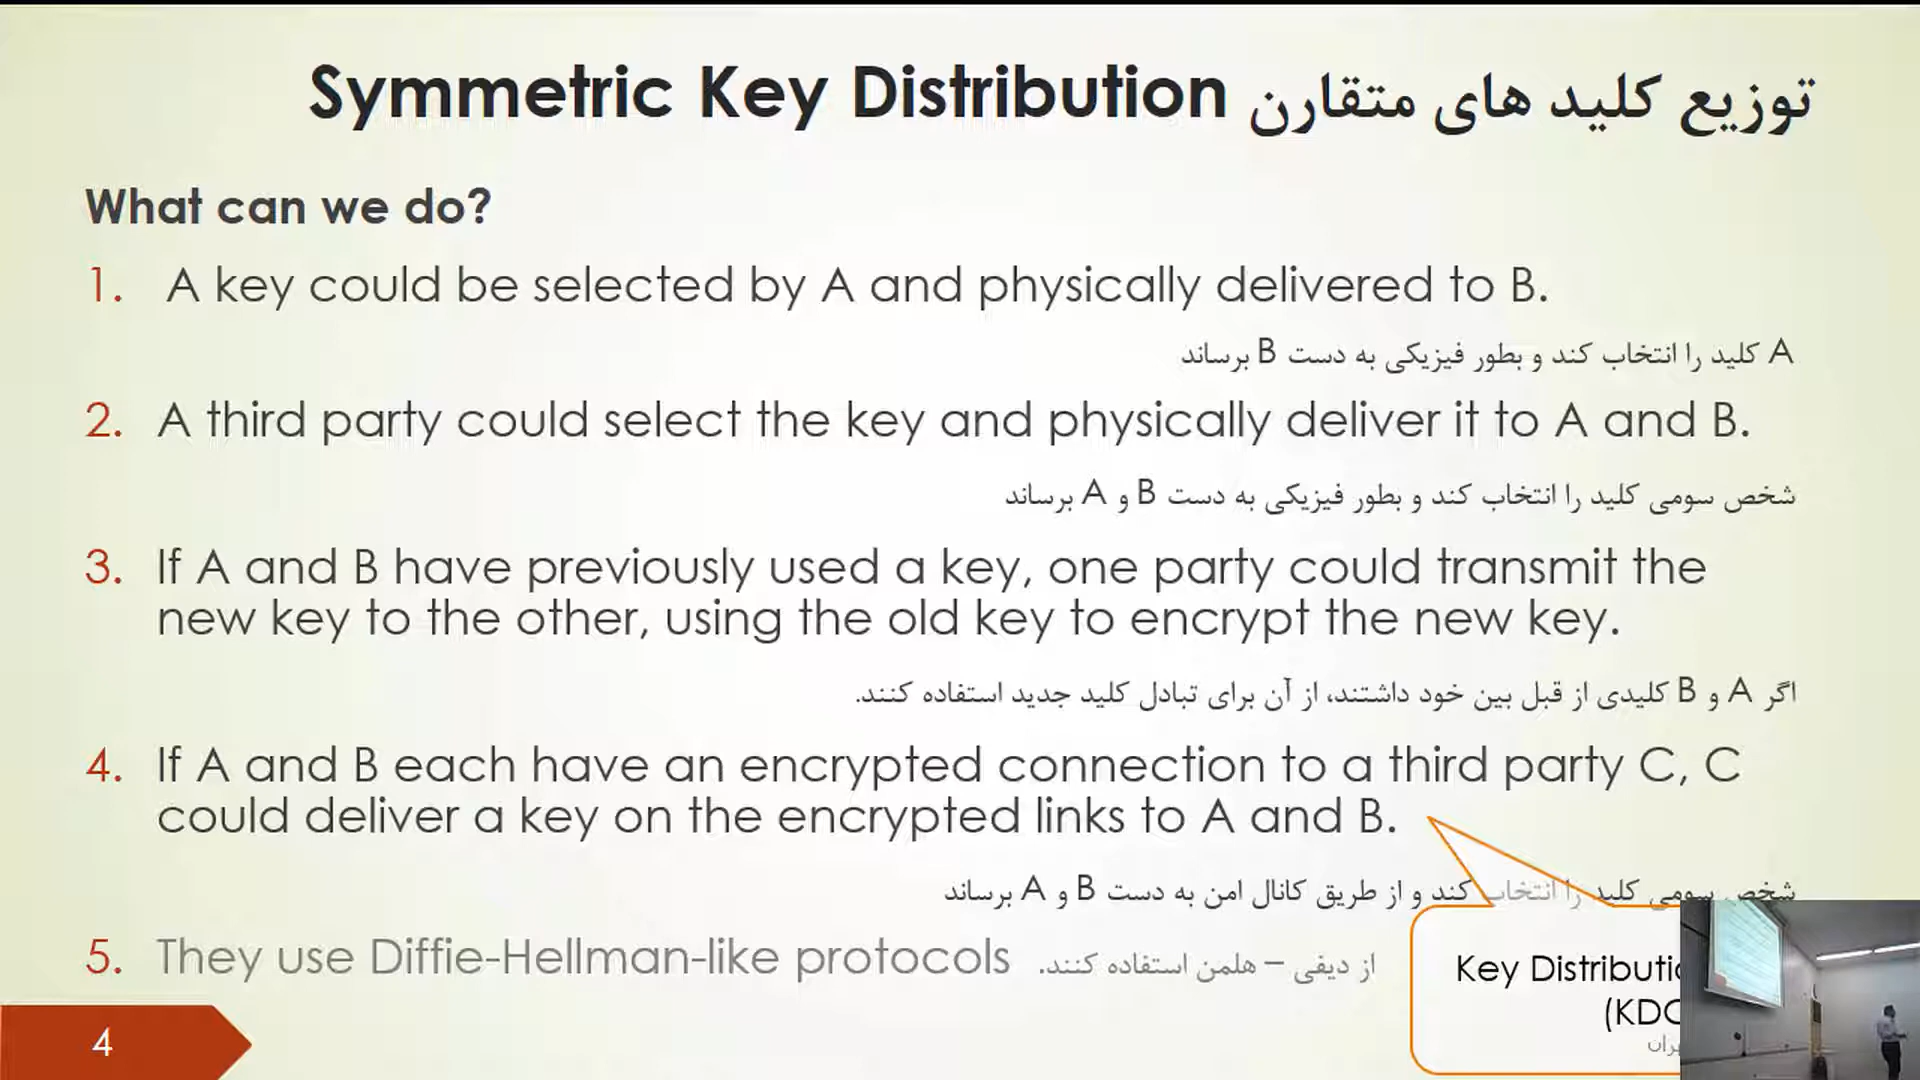 Symmetric Key Distribution توزیع کلید های متقارن
What can we do?
1. A key could be selected by A and physically delivered to B.
A کلید را انتخاب کند و بطور فیزیکی به دست B برساند
2. A third party could select the key and physically deliver it to A and B.
شخص سومی کلید را انتخاب کند و بطور فیزیکی به دست B و A برساند
3. If A and B have previously used a key, one party could transmit the
new key to the other, using the old key to encrypt the new key.
اگر A و B کلیدی از قبل بین خود داشتند، از آن برای تبادل کلید جدید استفاده کنند.
4. If A and B each have an encrypted connection to a third party C, C
could deliver a key on the encrypted links to A and B.
شخص سومی کلید را انتخاب کند و از طریق کانال امن به دست B و A برساند
5. They use Diffie-Hellman-like protocols از دیفی – هلمن استفاده کنند.
Key
(KDC
4